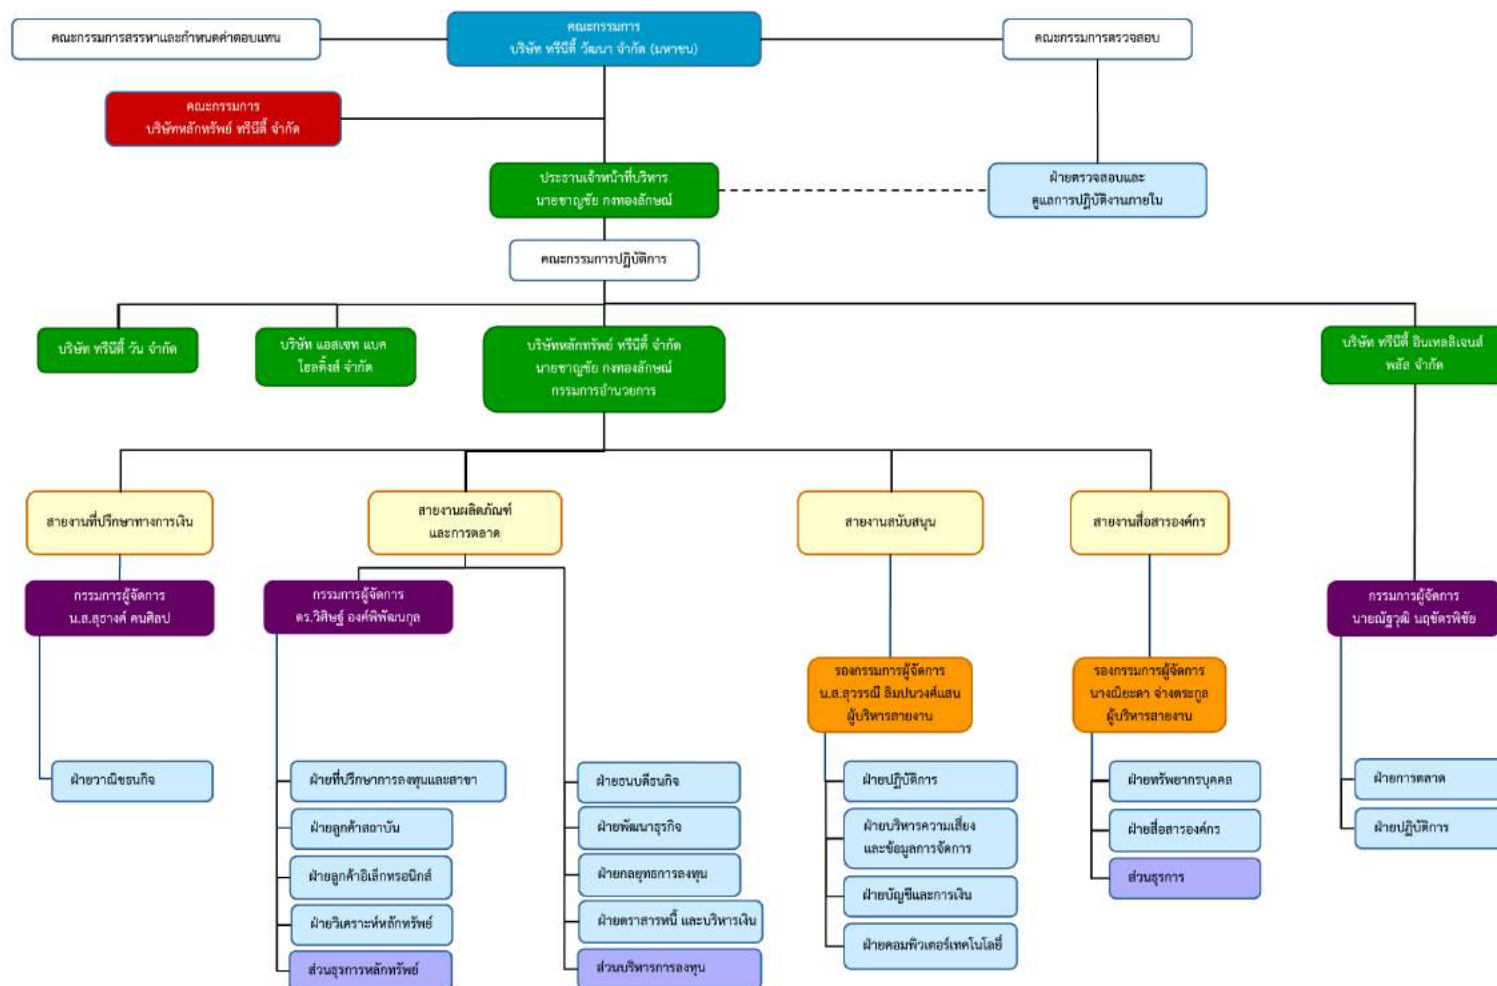 คณะกรรมการสรรหาและกำหนดค่าตอบแทน
คณะกรรมการ
บริษัท ทรีนีตี้ วัฒนา จำกัด (มหาชน)
คณะกรรมการตรวจสอบ
คณะกรรมการ
บริษัทหลักทรัพย์ ทรีนีตี้ จำกัด
ประธานเจ้าหน้าที่บริหาร
นายชาญชัย กงทองลักษณ์
ฝ่ายตรวจสอบและ
ดูแลการปฏิบัติงานภายใน
คณะกรรมการปฏิบัติการ
บริษัท ทรีนีตี้ วัน จำกัด
บริษัท แอสเซท แบค
โฮลดิ้งส์ จำกัด
บริษัทหลักทรัพย์ ทรีนีตี้ จำกัด
นายชาญชัย กงทองลักษณ์
กรรมการอำนวยการ
บริษัท ทรีนีตี้ อินเทลลิเจนส์
พลัส จำกัด
สายงานที่ปรึกษาทางการเงิน
สายงานผลิตภัณฑ์
และการตลาด
สายงานสนับสนุน
สายงานสื่อสารองค์กร
กรรมการผู้จัดการ
น.ส.สุธางค์ คนศิลป
กรรมการผู้จัดการ
ดร.วิศิษฐ์ องค์พิพัฒนกุล
กรรมการผู้จัดการ
นายณัฐวุฒิ นฤขัตรพิชัย
รองกรรมการผู้จัดการ
น.ส.สุวรรณี ลิมปนวงศ์แสน
ผู้บริหารสายงาน
รองกรรมการผู้จัดการ
นางณิยะดา จ่างตระกูล
ผู้บริหารสายงาน
ฝ่ายวาณิชธนกิจ
ฝ่ายที่ปรึกษาการลงทุนและสาขา
ฝ่ายลูกค้าสถาบัน
ฝ่ายลูกค้าอิเล็กทรอนิกส์
ฝ่ายวิเคราะห์หลักทรัพย์
ส่วนธุรการหลักทรัพย์
ฝ่ายธนบดีธนกิจ
ฝ่ายพัฒนาธุรกิจ
ฝ่ายกลยุทธการลงทุน
ฝ่ายตราสารหนี้ และบริหารเงิน
ส่วนบริหารการลงทุน
ฝ่ายปฏิบัติการ
ฝ่ายบริหารความเสี่ยง
และข้อมูลการจัดการ
ฝ่ายบัญชีและการเงิน
ฝ่ายคอมพิวเตอร์เทคโนโลยี่
ฝ่ายทรัพยากรบุคคล
ฝ่ายสื่อสารองค์กร
ส่วนธุรการ
ฝ่ายการตลาด
ฝ่ายปฏิบัติการ